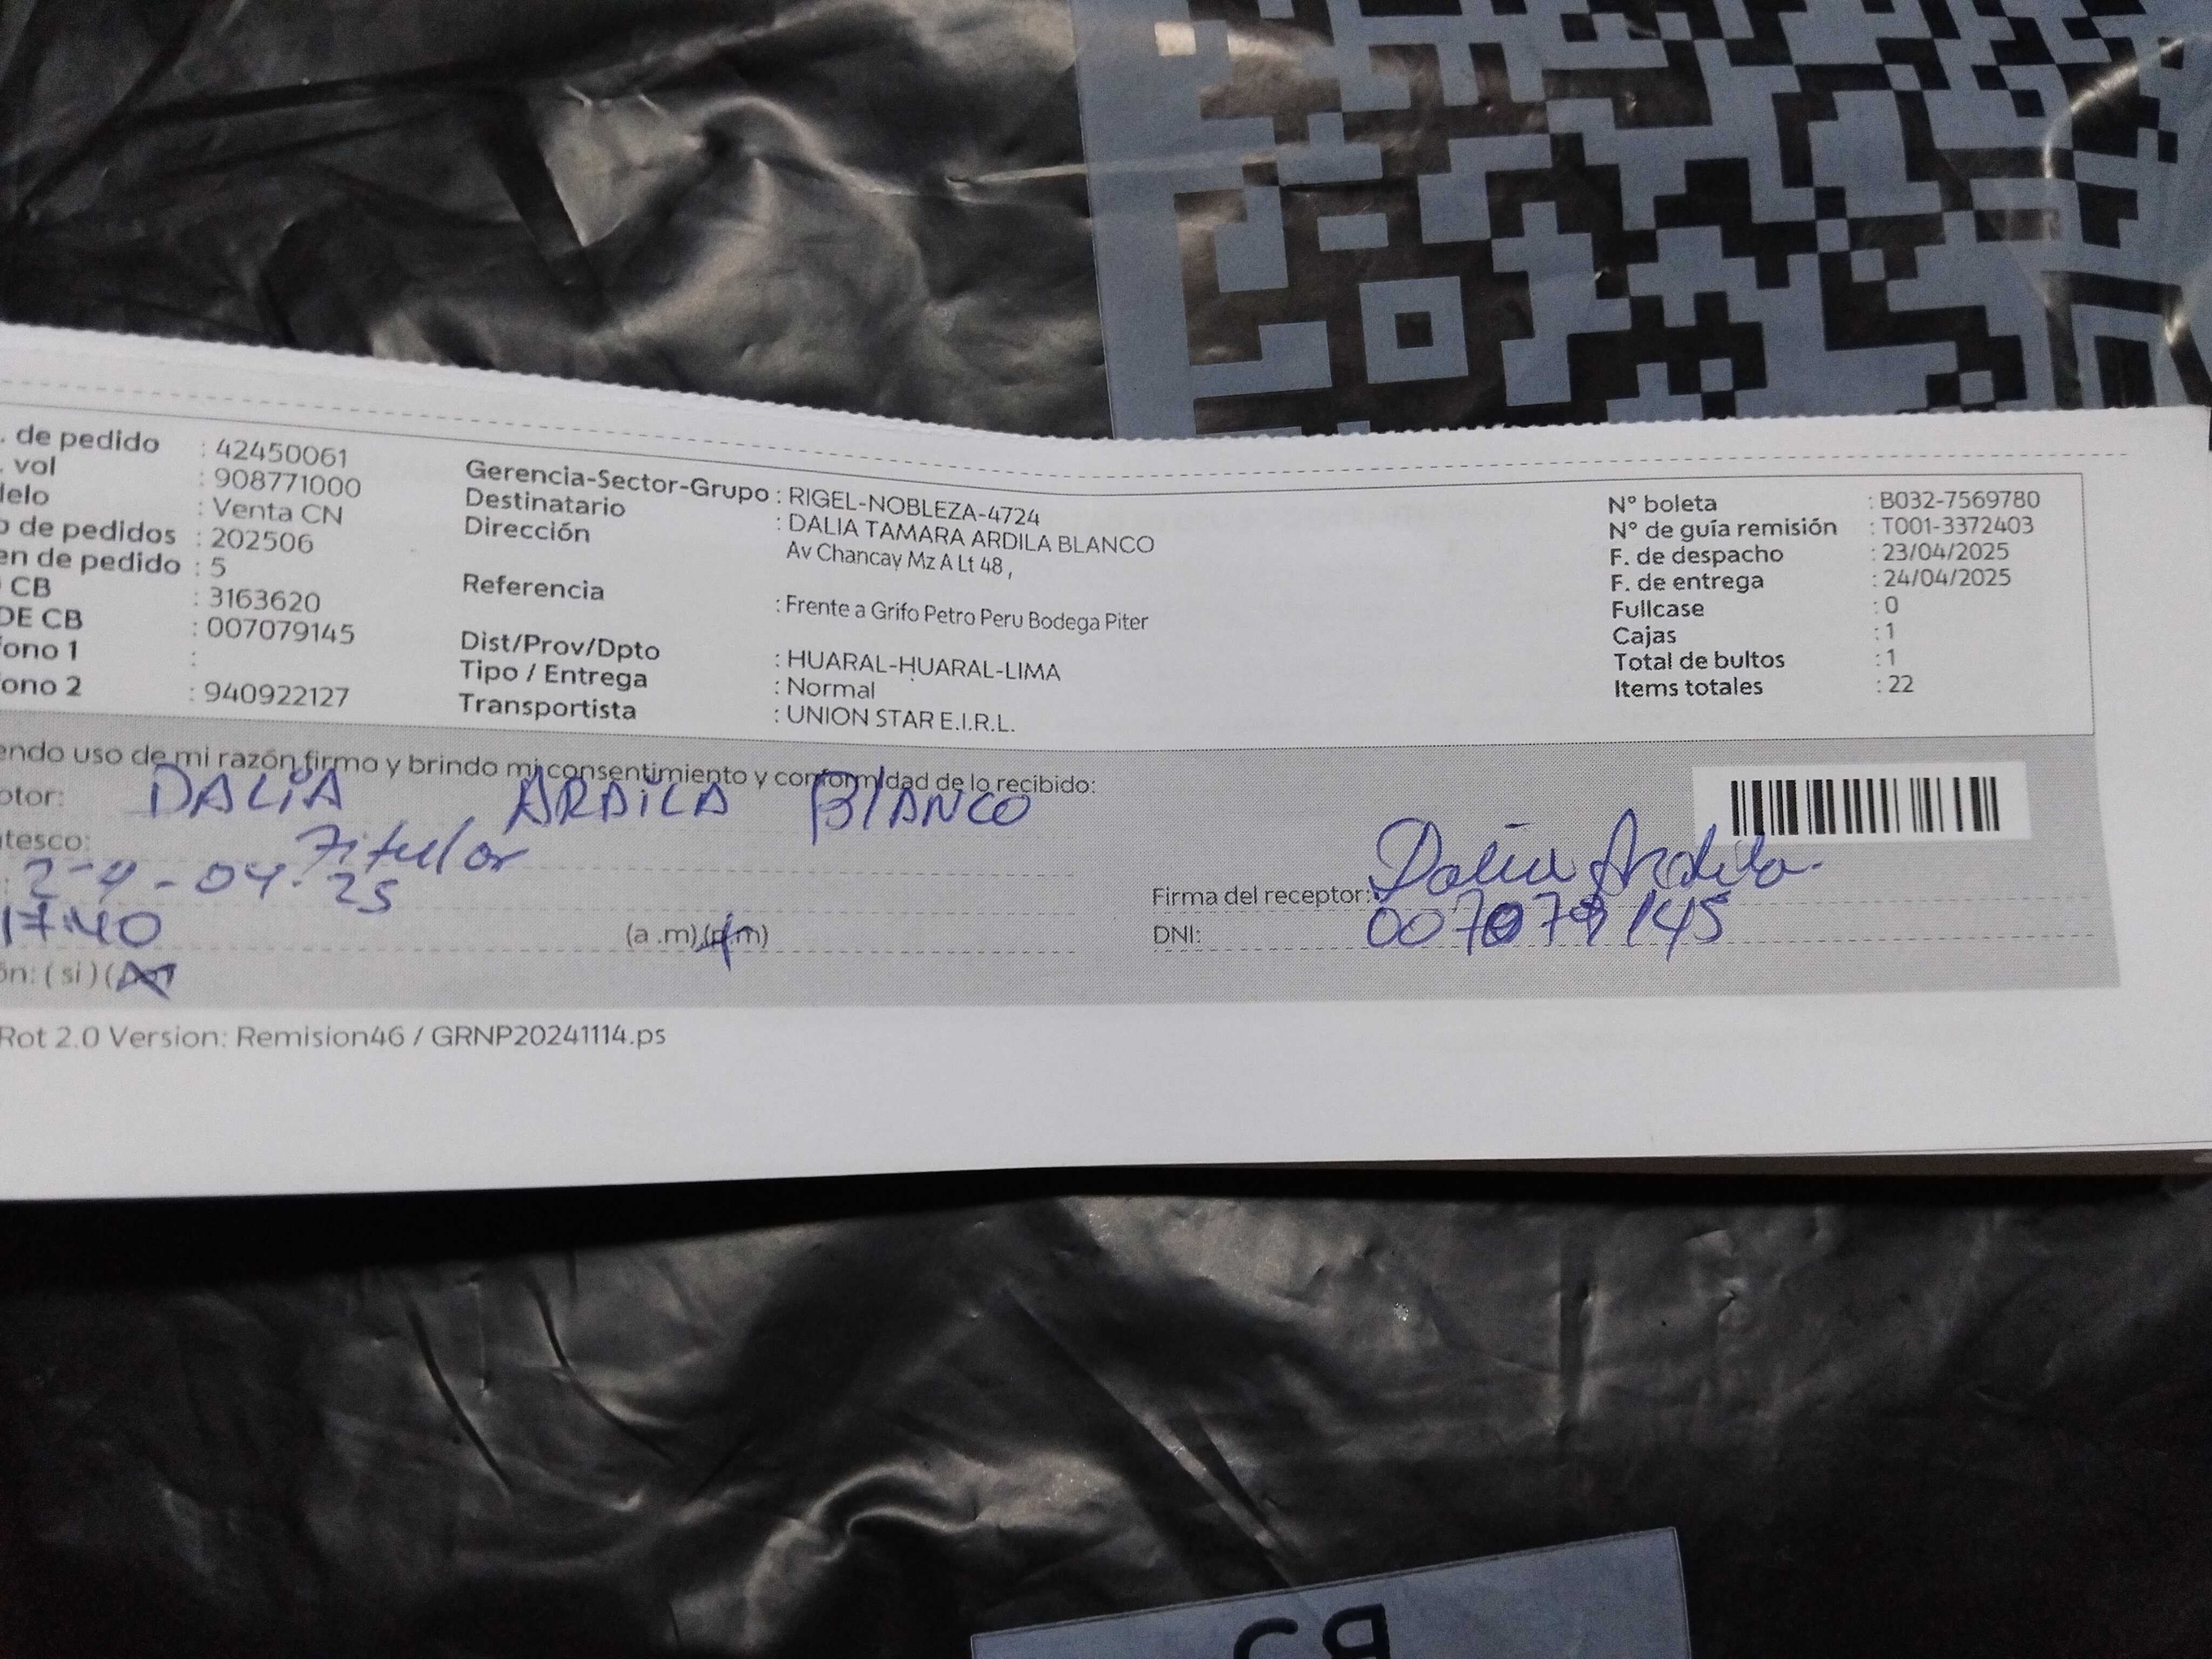 . de pedido : 42450061
. vol : 908771000
delo : Venta CN
o de pedidos : 202506
en de pedido : 5
CB : 3163620
DE CB : 007079145
fono 1 :
fono 2 : 940922127
Gerencia-Sector-Grupo : RIGEL-NOBLEZA-4724
Destinatario : DALIA TAMARA ARDILA BLANCO
Dirección Av Chancay Mz A Lt 48 ,
Referencia : Frente a Grifo Petro Peru Bodega Piter
Dist/Prov/Dpto : HUARAL-HUARAL-LIMA
Tipo / Entrega : Normal
Transportista : UNION STAR E.I.R.L.
N° boleta : B032-7569780
N° de guía remisión : T001-3372403
F. de despacho : 23/04/2025
F. de entrega : 24/04/2025
Fullcase : 0
Cajas : 1
Total de bultos : 1
Items totales : 22
endo uso de mi razón firmo y brindo mi consentimiento y conformidad de lo recibido:
ptor: DALiA ARDiLA BlANCO
tesco: Titular
: 24-04-25
17:40 (a .m) (p.m)
ón: ( si ) (
Firma del receptor: Dalia Ardila
DNI: 007079145
Rot 2.0 Version: Remision46 / GRNP20241114.ps